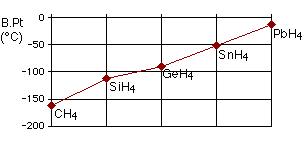 B.Pt
(°C)
0
-50
-100
-150
-200
CH₄
SiH₄
GeH₄
SnH₄
PbH₄